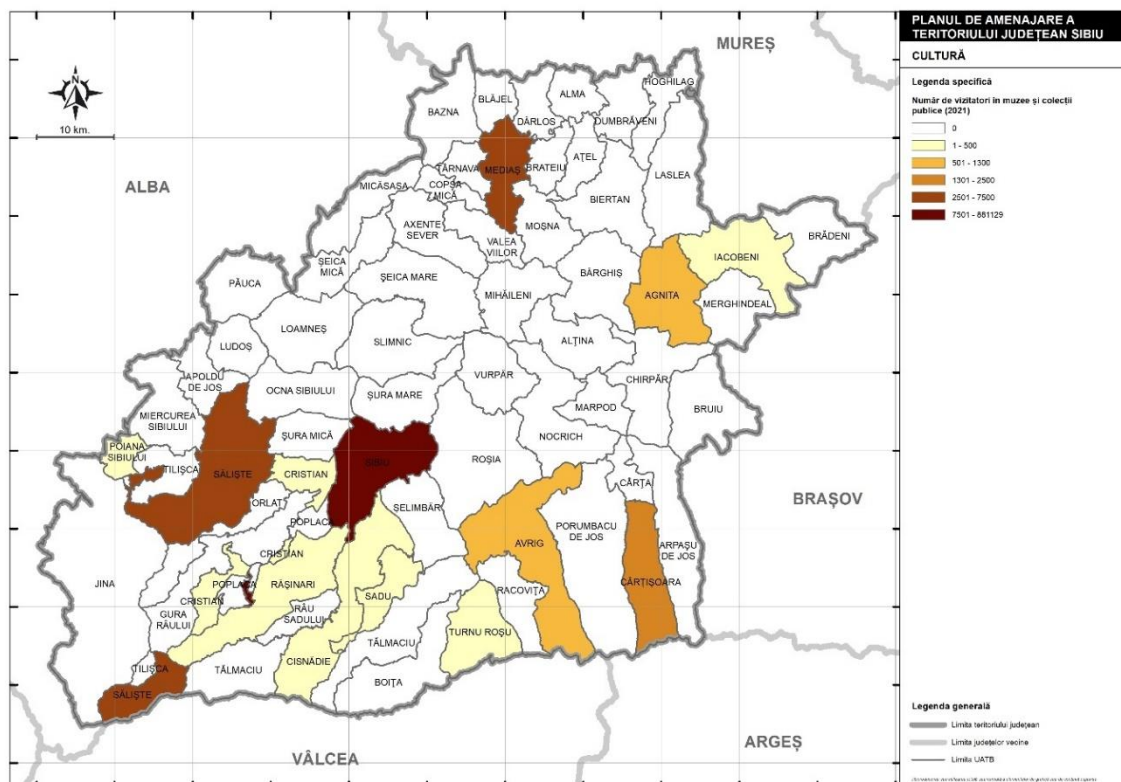 PLANUL DE AMENAJARE A
TERITORIULUI JUDEȚEAN SIBIU
CULTURĂ
Legenda specifică
Număr de vizitatori în muzee și colecții
publice (2021)
0
1 - 500
501 - 1300
1301 - 2500
2501 - 7500
7501 - 881129
MUREȘ
N
10 km.
ALBA
HOGHILAG
ALMA
BLĂJEL
BAZNA
DÂRLOS
DUMBRĂVENI
AȚEL
TÂRNAVA
MEDIAȘ
BRATEIU
LASLEA
MICĂSASA
COPȘA
MICĂ
BIERTAN
AXENTE
SEVER
MOȘNA
VALEA
VIILOR
BRĂDENI
IACOBENI
ȘEICA
MICĂ
ȘEICA MARE
BÂRGHIȘ
PĂUCA
MIHĂILENI
AGNITA
MERGHINDEAL
LOAMNEȘ
SLIMNIC
ALȚINA
LUDOȘ
VURPĂR
APOLDU
DE JOS
OCNA SIBIULUI
ȘURA MARE
CHIRPĂR
MARPOD
BRUIU
MIERCUREA
SIBIULUI
ȘURA MICĂ
NOCRICH
POIANA
SIBIULUI
TILIȘCA
SĂLIȘTE
CRISTIAN
SIBIU
ROȘIA
CÂRȚA
BRAȘOV
ORLAT
ȘELIMBĂR
POPLACA
PORUMBACU
DE JOS
AVRIG
ARPAȘU
DE JOS
CRISTIAN
JINA
POPLACA
RĂȘINARI
CÂRȚIȘOARA
CRISTIAN
SADU
RACOVIȚA
GURA
RÂULUI
RÂU
SADULUI
TURNU ROȘU
TĂLMACIU
CISNĂDIE
TILIȘCA
TĂLMACIU
BOIȚA
SĂLIȘTE
VÂLCEA
ARGEȘ
Legenda generală
Limita teritoriului județean
Limita județelor vecine
Limita UATB